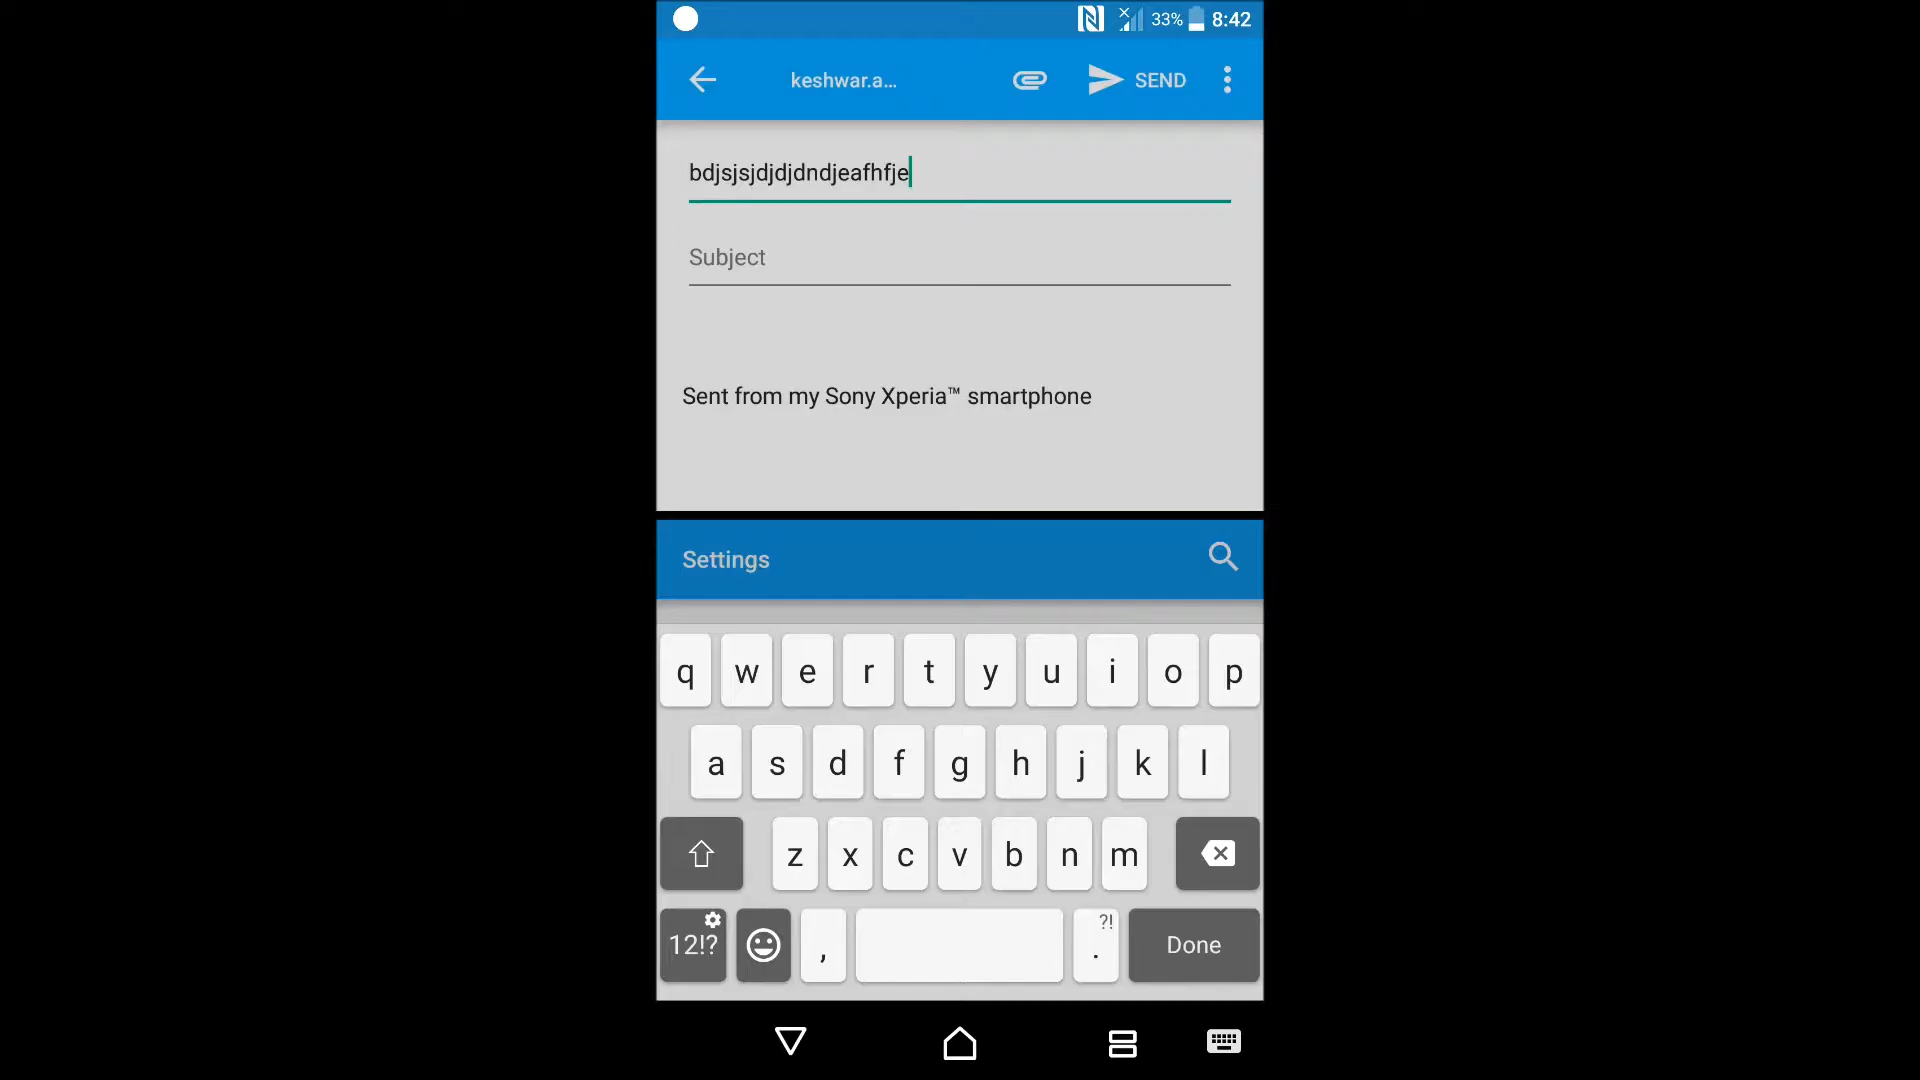 33% 8:42
keshwar.a... SEND
bdjsjsjdjdjdndjeafhfje
Subject
Sent from my Sony Xperia™ smartphone
Settings
q w e r t y u i o p
a s d f g h j k l
z x c v b n m
12!? , . ?! Done